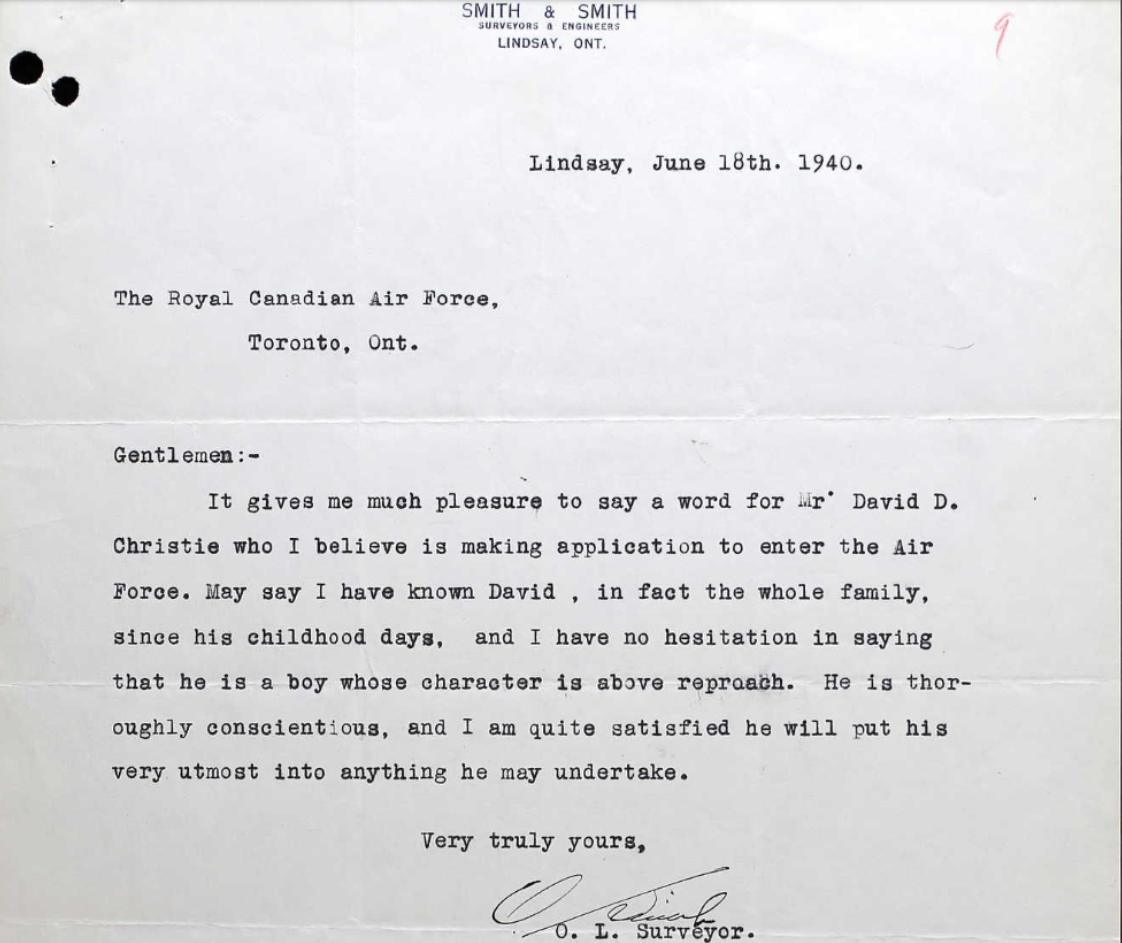 SMITH & SMITH
SURVEYORS & ENGINEERS
LINDSAY, ONT.
9
Lindsay, June 18th. 1940.
The Royal Canadian Air Force,
Toronto, Ont.
Gentlemen:-
It gives me much pleasure to say a word for Mr. David D.
Christie who I believe is making application to enter the Air
Force. May say I have known David , in fact the whole family,
since his childhood days, and I have no hesitation in saying
that he is a boy whose character is above reproach. He is thor-
oughly conscientious, and I am quite satisfied he will put his
very utmost into anything he may undertake.
Very truly yours,
O. L. Surveyor.